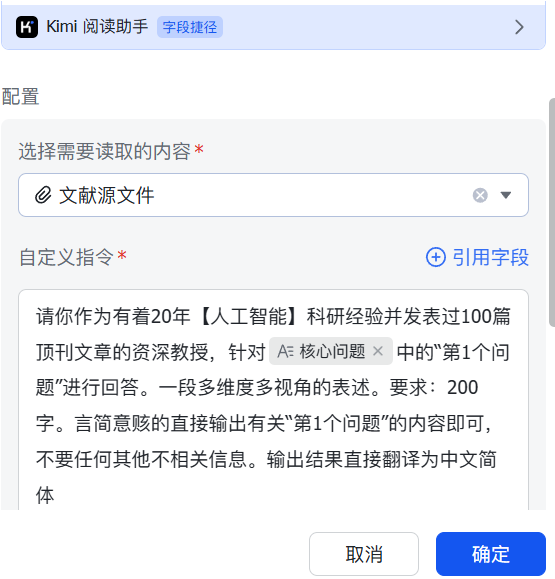 Kimi 阅读助手 字段捷径
配置
选择需要读取的内容*
文献源文件
自定义指令* 引用字段
请你作为有着20年【人工智能】科研经验并发表过100篇
顶刊文章的资深教授，针对 核心问题 中的“第1个问
题”进行回答。一段多维度多视角的表述。要求：200
字。言简意赅的直接输出有关“第1个问题”的内容即可，
不要任何其他不相关信息。输出结果直接翻译为中文简
体
取消 确定